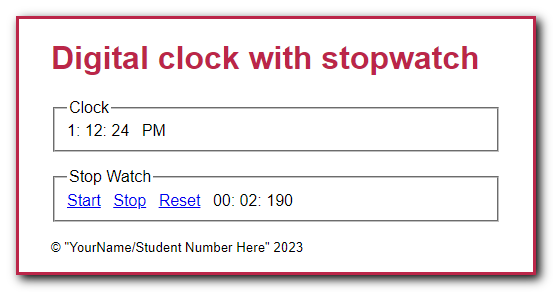 Digital clock with stopwatch
Clock
1: 12: 24 PM
Stop Watch
Start Stop Reset 00: 02: 190
© "YourName/Student Number Here" 2023